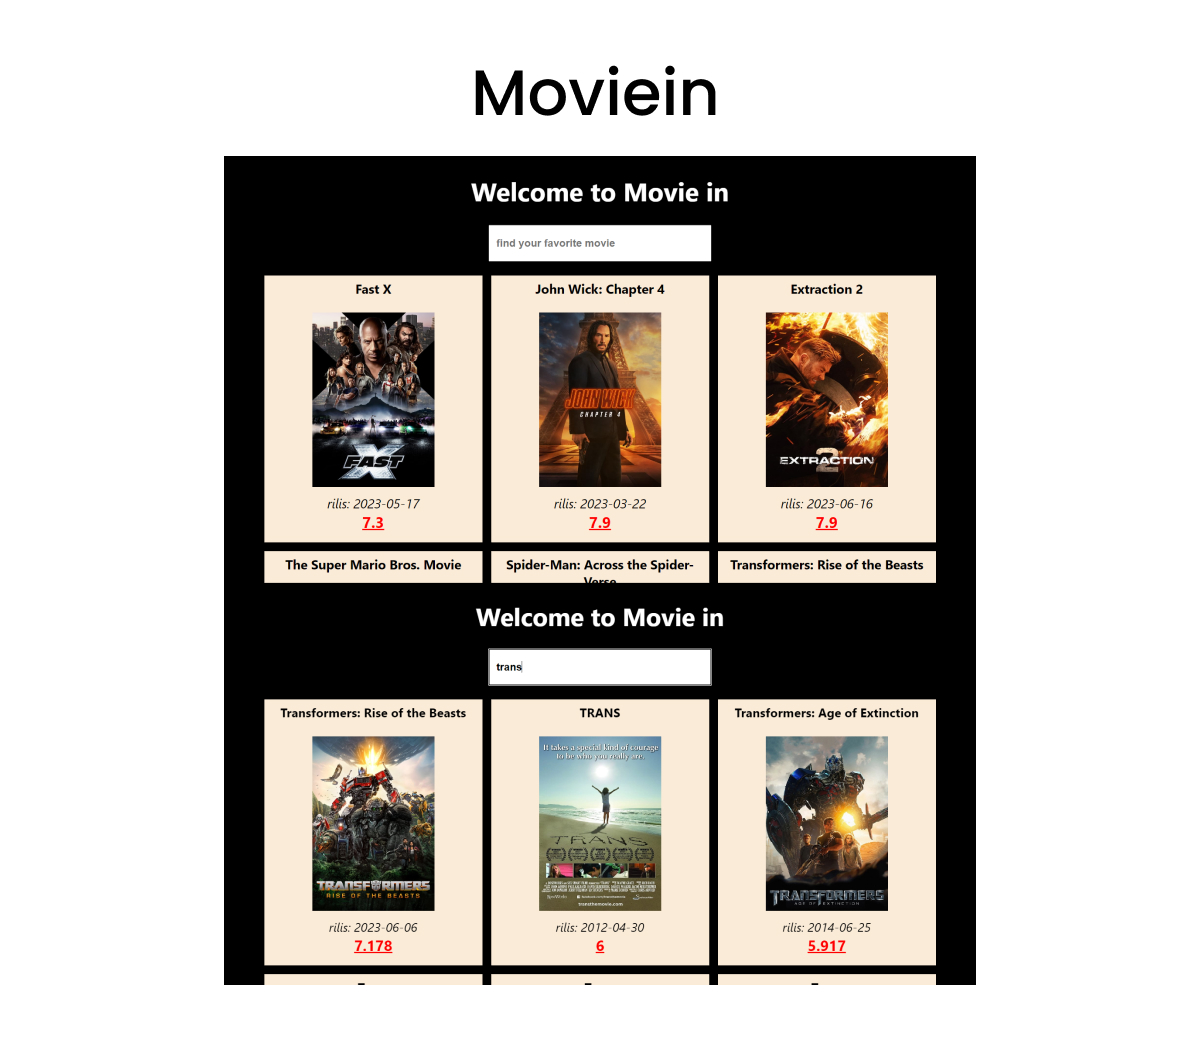 Moviein
Welcome to Movie in
find your favorite movie
Fast X
John Wick: Chapter 4
Extraction 2
FAST X
JOHN WICK
CHAPTER 4
EXTRACTION 2
rilis: 2023-05-17
rilis: 2023-03-22
rilis: 2023-06-16
7.3
7.9
7.9
The Super Mario Bros. Movie
Spider-Man: Across the Spider-
Verse
Transformers: Rise of the Beasts
Welcome to Movie in
trans
Transformers: Rise of the Beasts
TRANS
Transformers: Age of Extinction
It takes a special kind of courage
to be who you really are.
TRANS
transthemovie.com
TRANSFORMERS
RISE OF THE BEASTS
TRANSFORMERS
AGE OF EXTINCTION
rilis: 2023-06-06
rilis: 2012-04-30
rilis: 2014-06-25
7.178
6
5.917